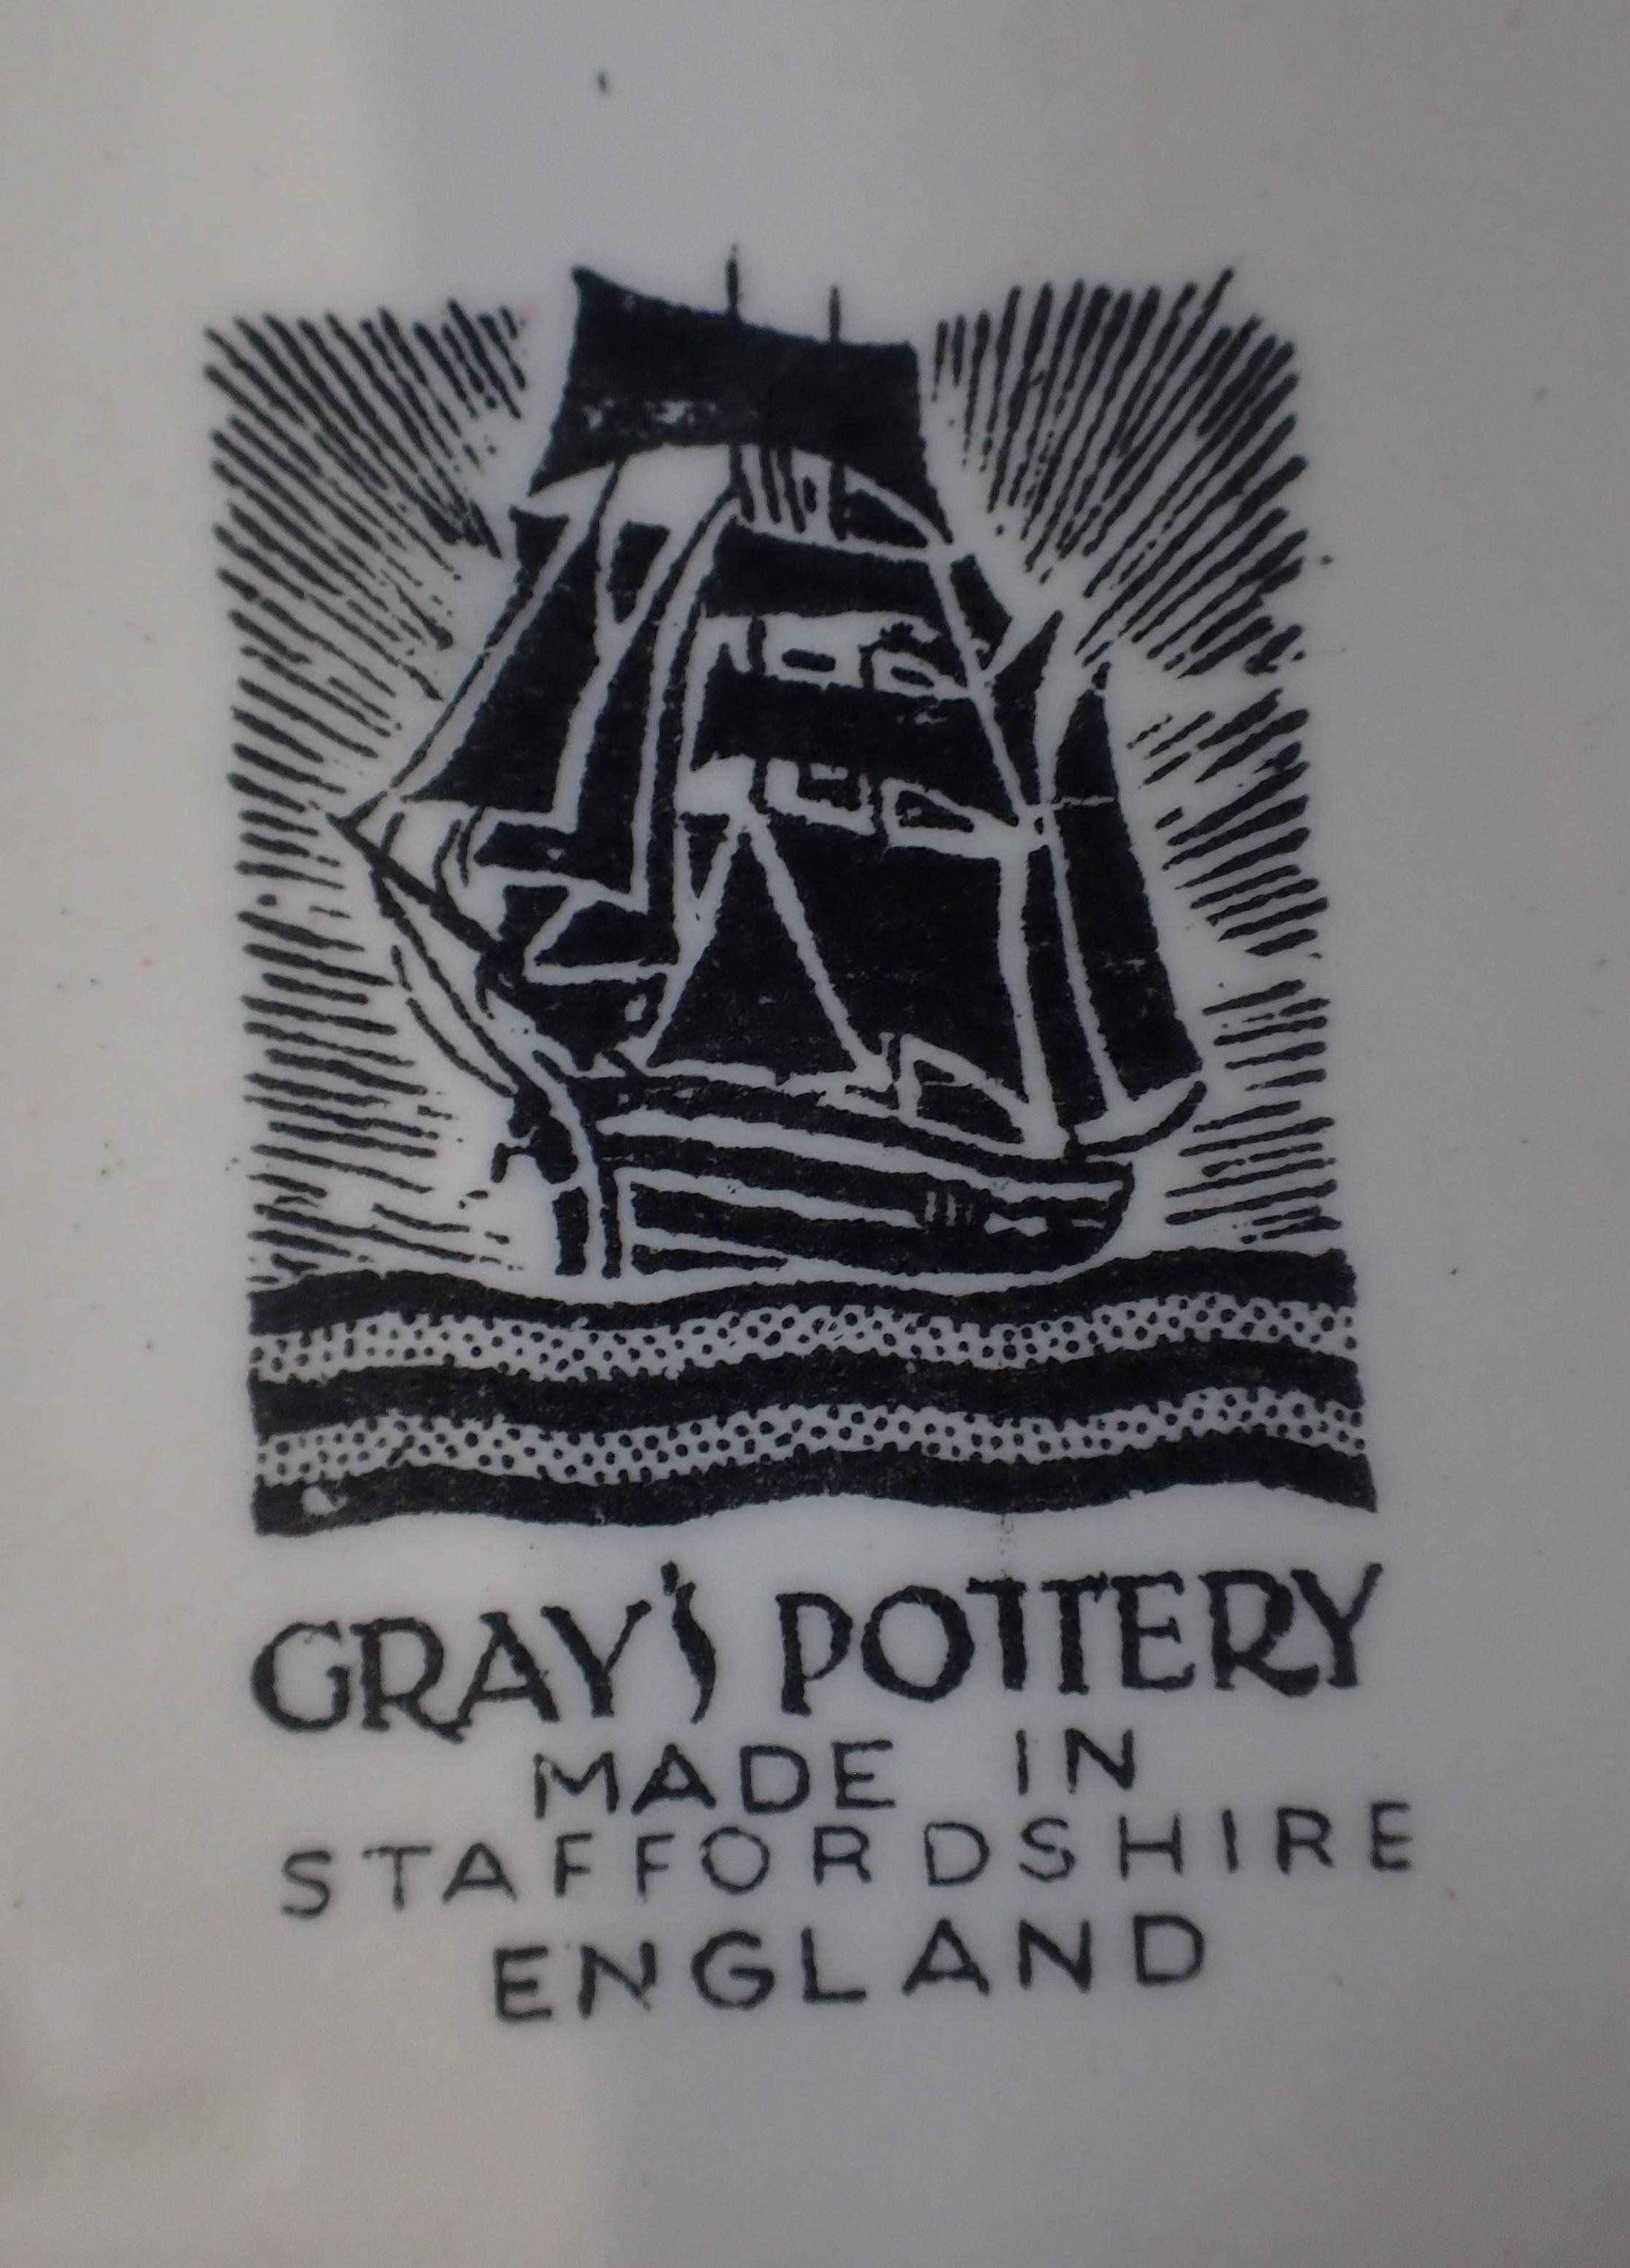 GRAY'S POTTERY
MADE IN
STAFFORDSHIRE
ENGLAND